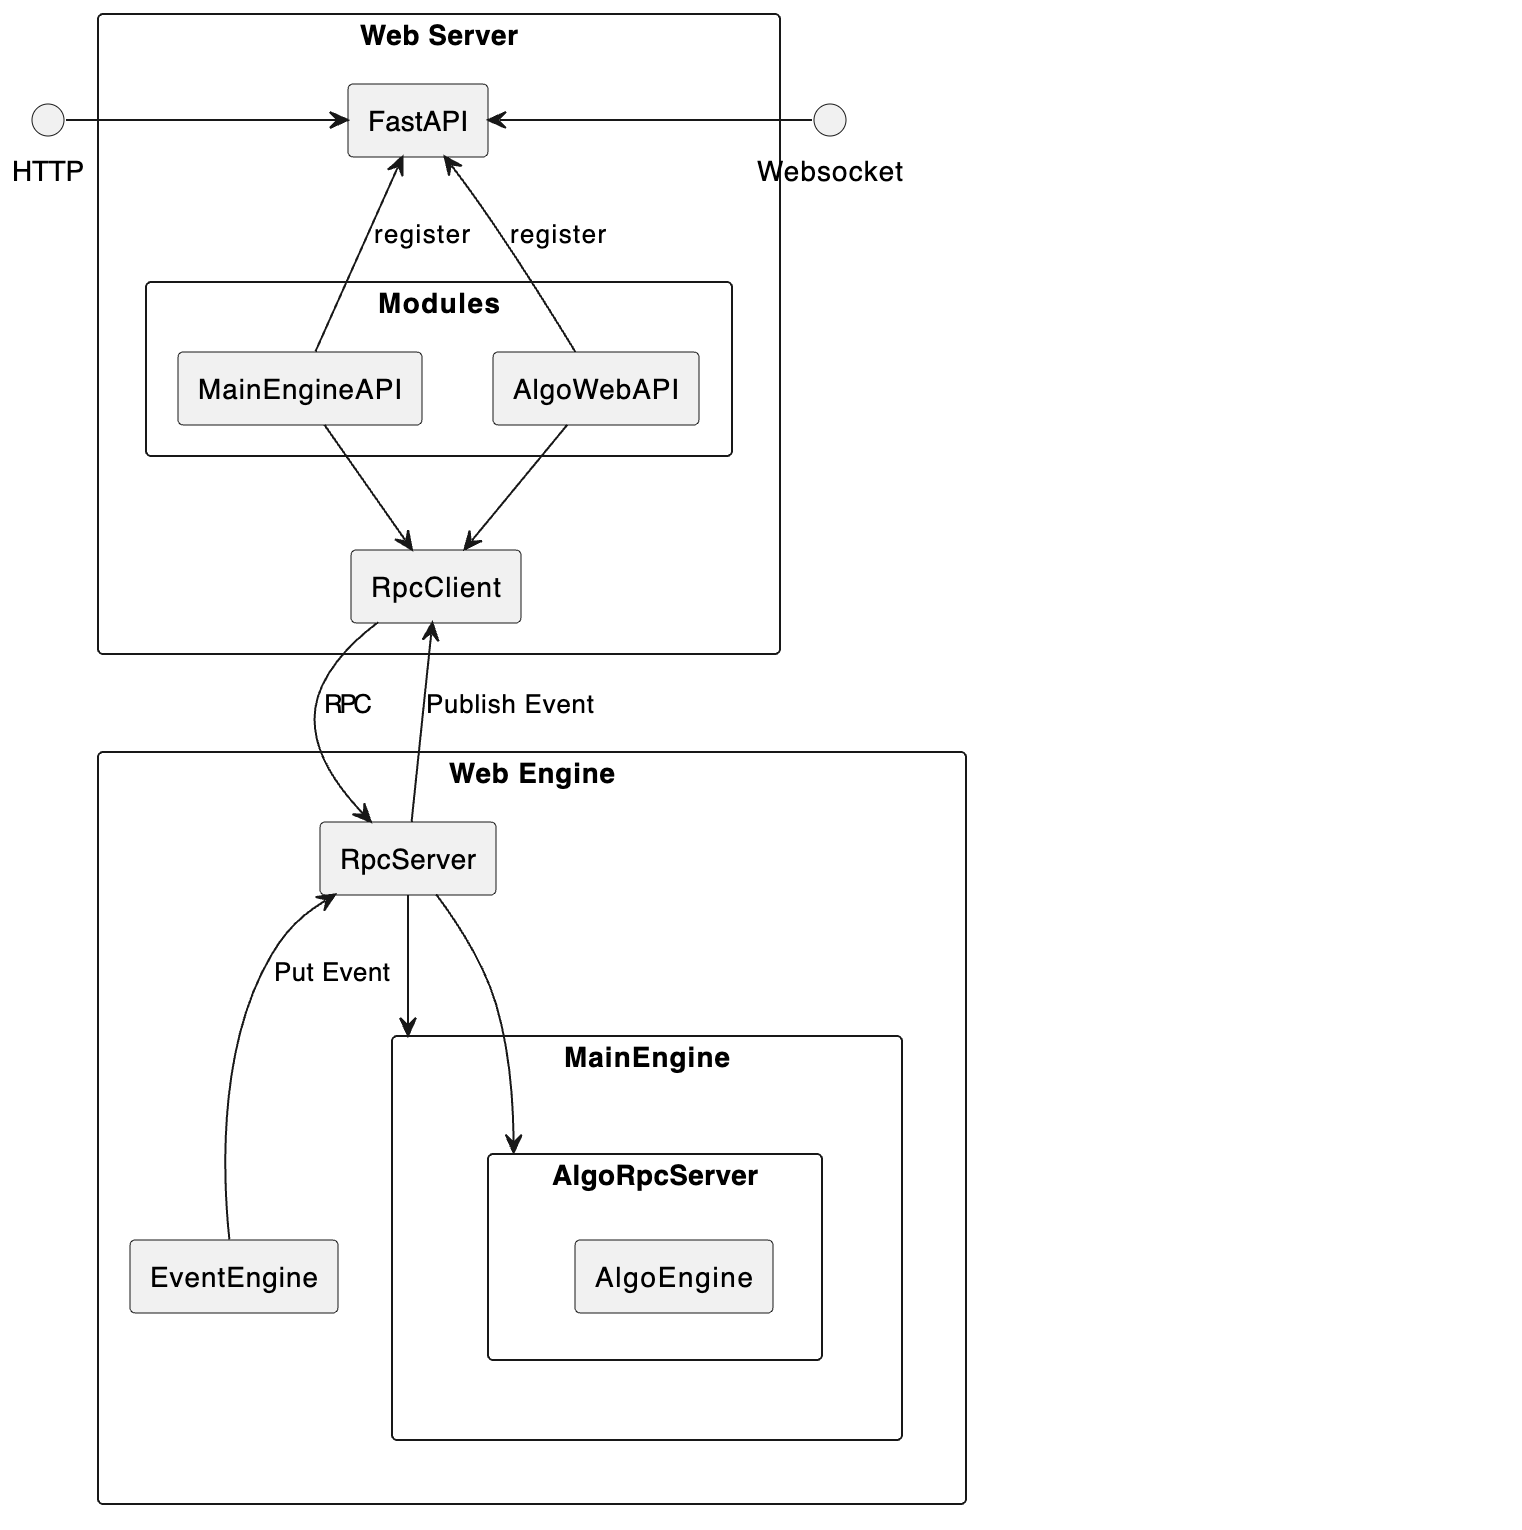 Web Server
FastAPI
HTTP
Websocket
register
register
Modules
MainEngineAPI
AlgoWebAPI
RpcClient
RPC
Publish Event
Web Engine
RpcServer
Put Event
MainEngine
AlgoRpcServer
EventEngine
AlgoEngine